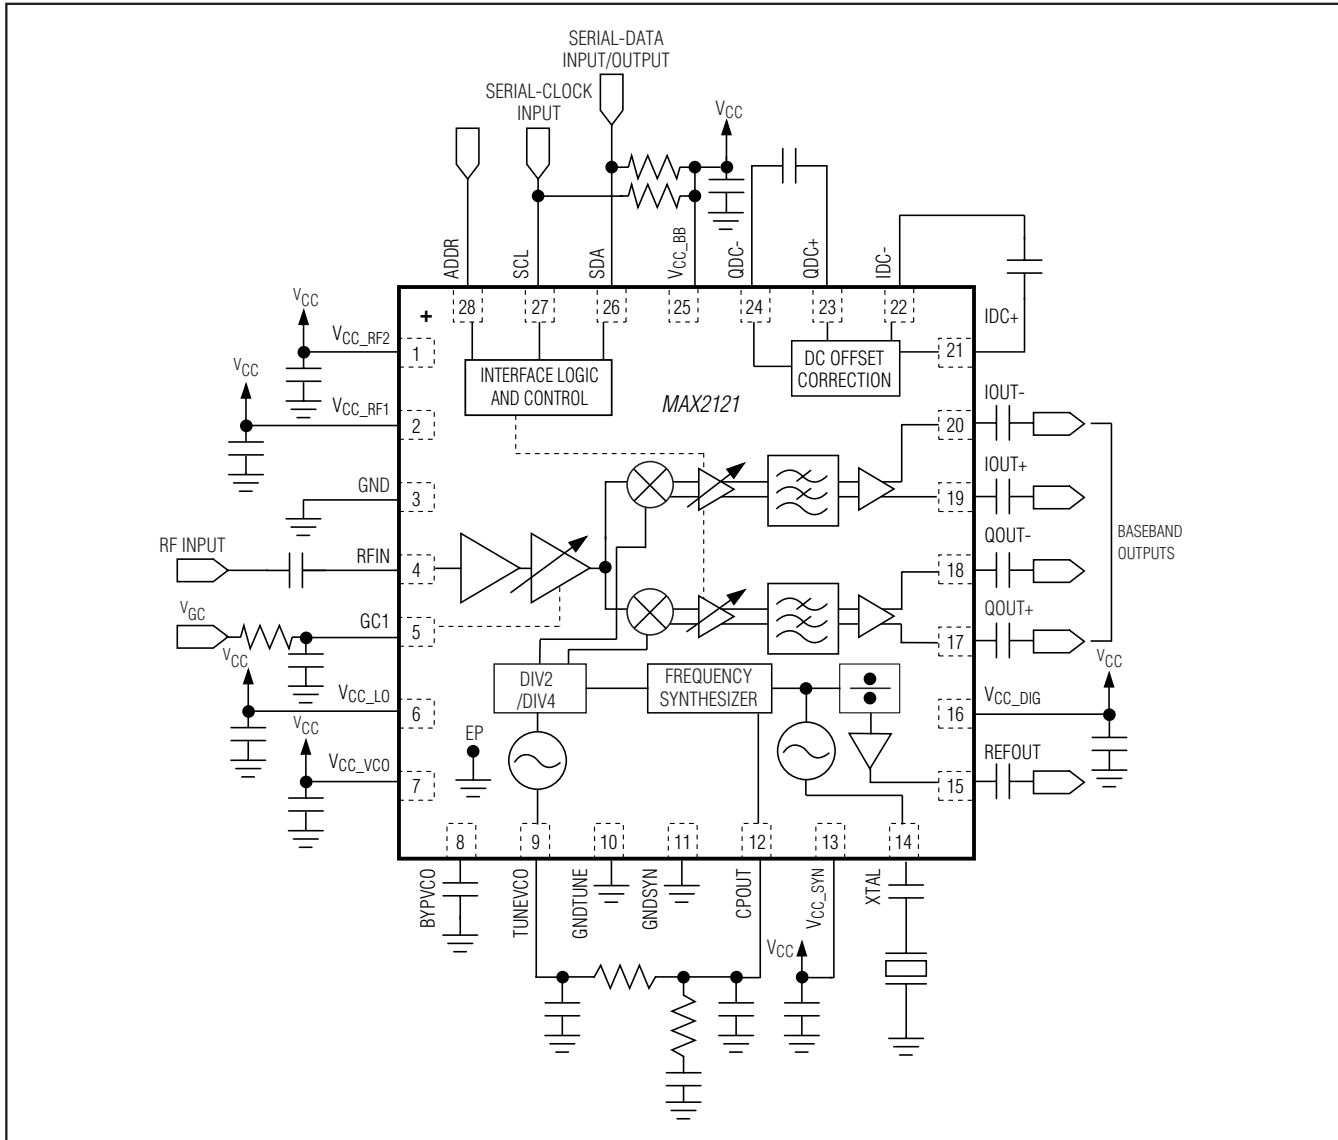 SERIAL-DATA
INPUT/OUTPUT
SERIAL-CLOCK
INPUT
VCC
ADDR
SCL
SDA
VCC_BB
QDC-
QDC+
IDC-
IDC+
28
27
26
25
24
23
22
+
VCC
VCC_RF2
1
INTERFACE LOGIC
AND CONTROL
MAX2121
DC OFFSET
CORRECTION
21
VCC
VCC_RF1
2
IOUT-
20
GND
3
IOUT+
19
RF INPUT
RFIN
4
QOUT-
18
BASEBAND
OUTPUTS
VGC
GC1
5
QOUT+
17
VCC
VCC_LO
6
DIV2
/DIV4
FREQUENCY
SYNTHESIZER
VCC
VCC_DIG
16
VCC
VCC_VCO
7
EP
REFOUT
15
8
9
10
11
12
13
14
BYPVCO
TUNEVCO
GNDTUNE
GNDSYN
CPOUT
VCC_SYN
XTAL
VCC